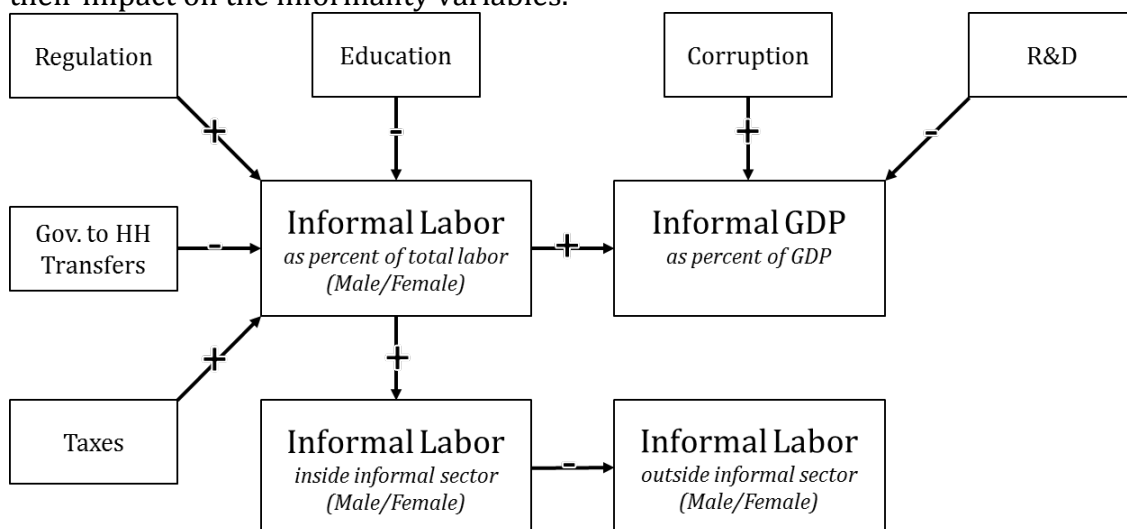 their impact on the informality variables.
Regulation
Education
Corruption
R&D
+
-
+
-
Gov. to HH
Transfers
-
Informal Labor
as percent of total labor
(Male/Female)
+
Informal GDP
as percent of GDP
+
+
Taxes
Informal Labor
inside informal sector
(Male/Female)
-
Informal Labor
outside informal sector
(Male/Female)